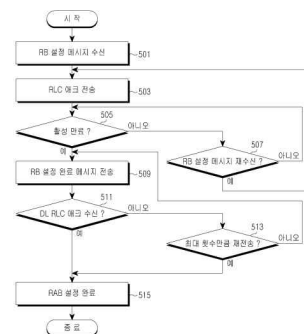 시 작
RB 설정 메시지 수신
501
RLC 애크 전송
503
505
활성 만료 ?
아니오
예
507
RB 설정 메시지 재수신 ?
아니오
예
RB 설정 완료 메시지 전송
509
511
DL RLC 애크 수신 ?
아니오
예
513
최대 횟수만큼 재전송 ?
아니오
예
RAB 설정 완료
515
종 료